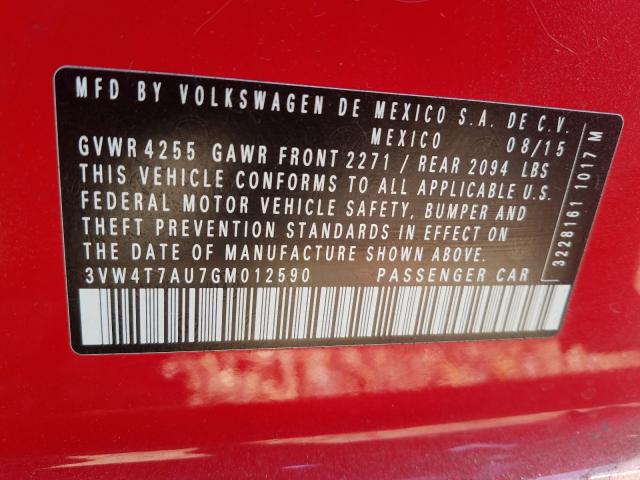 MFD BY VOLKSWAGEN DE MEXICO S.A. DE C.V.
MEXICO 08/15
GVWR 4255 GAWR FRONT 2271 / REAR 2094 LBS
THIS VEHICLE CONFORMS TO ALL APPLICABLE U.S.
FEDERAL MOTOR VEHICLE SAFETY, BUMPER AND
THEFT PREVENTION STANDARDS IN EFFECT ON
THE DATE OF MANUFACTURE SHOWN ABOVE.
3VW4T7AU7GM012590 PASSENGER CAR
3228161 1017 M